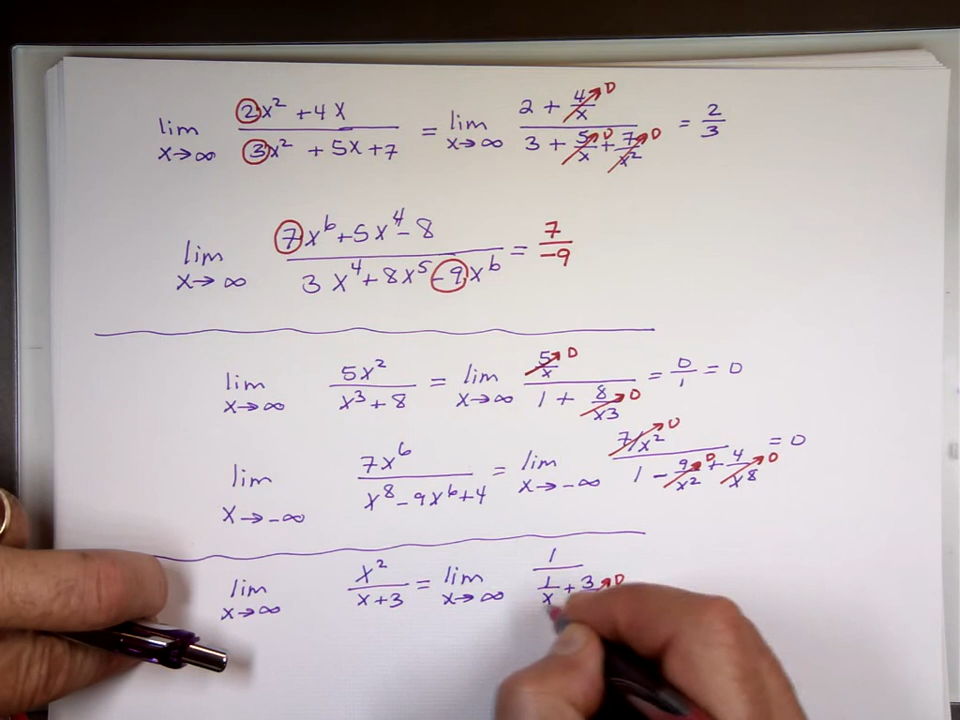 lim x→∞ (2x² + 4x)/(3x² + 5x + 7) = lim x→∞ (2 + 4/x→0)/(3 + 5/x→0 + 7/x²→0) = 2/3
lim x→∞ (7x⁶ + 5x⁴ - 8)/(3x⁴ + 8x⁵ - 9x⁶) = 7/-9
lim x→∞ 5x²/(x³ + 8) = lim x→∞ (5/x→0)/(1 + 8/x3→0) = 0/1 = 0
lim x→-∞ 7x⁶/(x⁸ - 9x⁶ + 4) = lim x→-∞ (7/x²→0)/(1 - 9/x²→0 + 4/x⁸→0) = 0
lim x→∞ x²/(x+3) = lim x→∞ 1/(1/x + 3/ →0